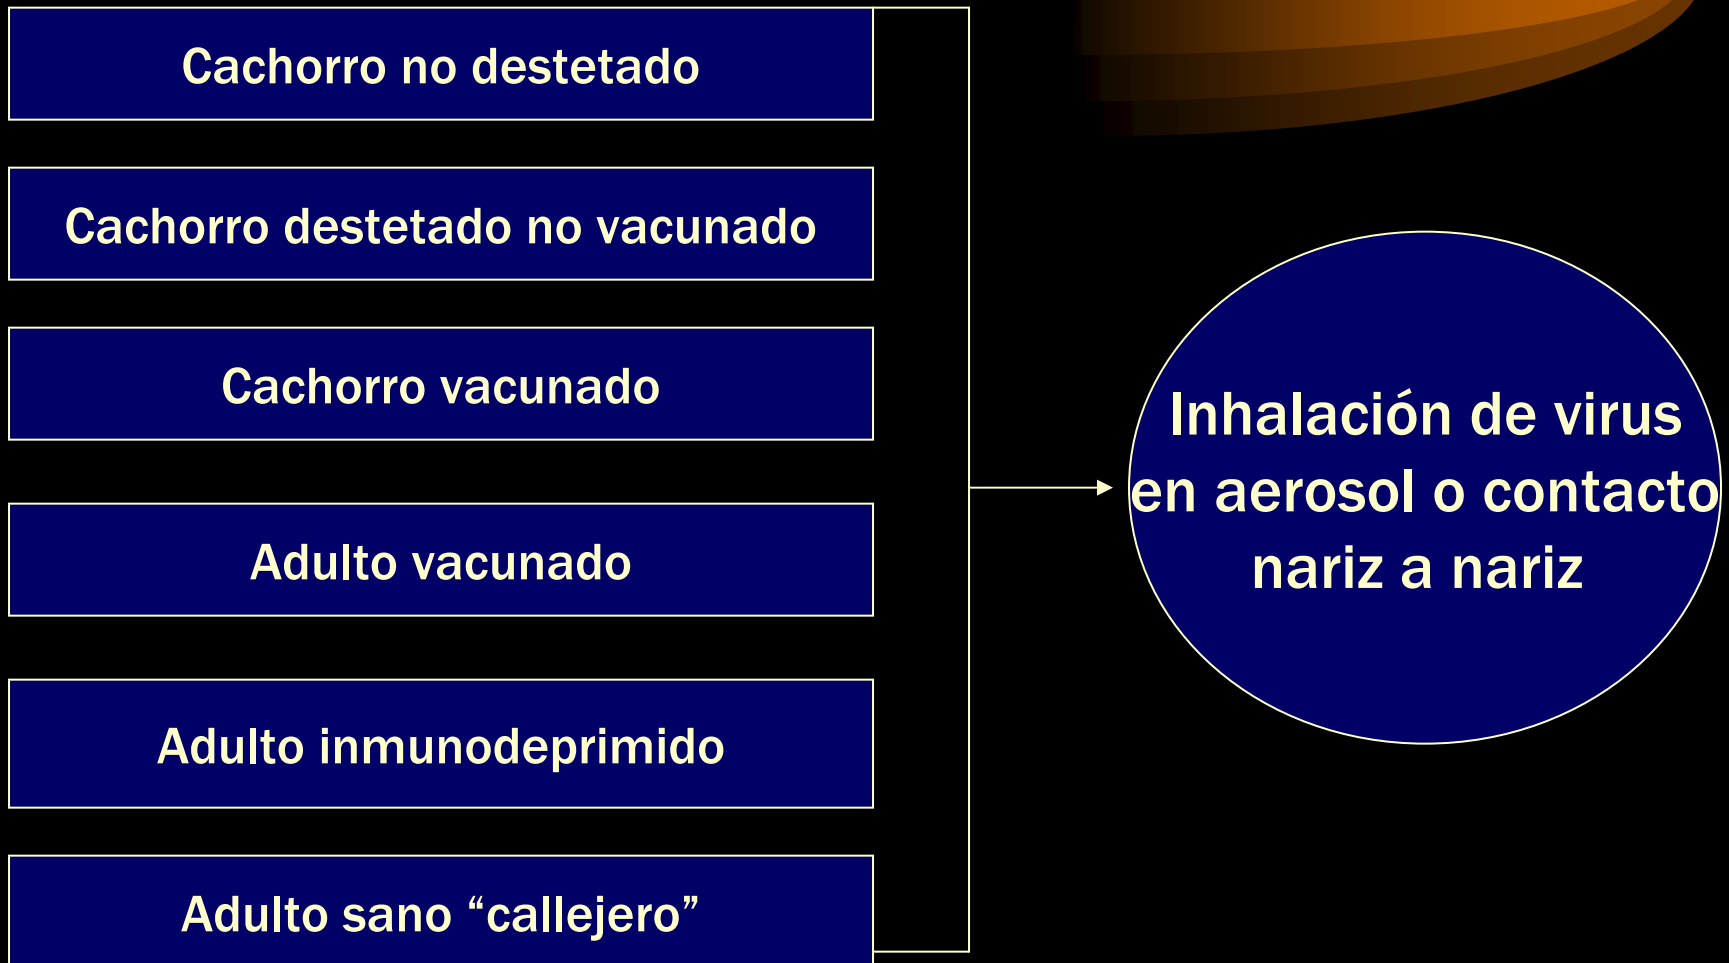 Cachorro no destetado
Cachorro destetado no vacunado
Cachorro vacunado
Adulto vacunado
Adulto inmunodeprimido
Adulto sano “callejero”
Inhalación de virus
en aerosol o contacto
nariz a nariz